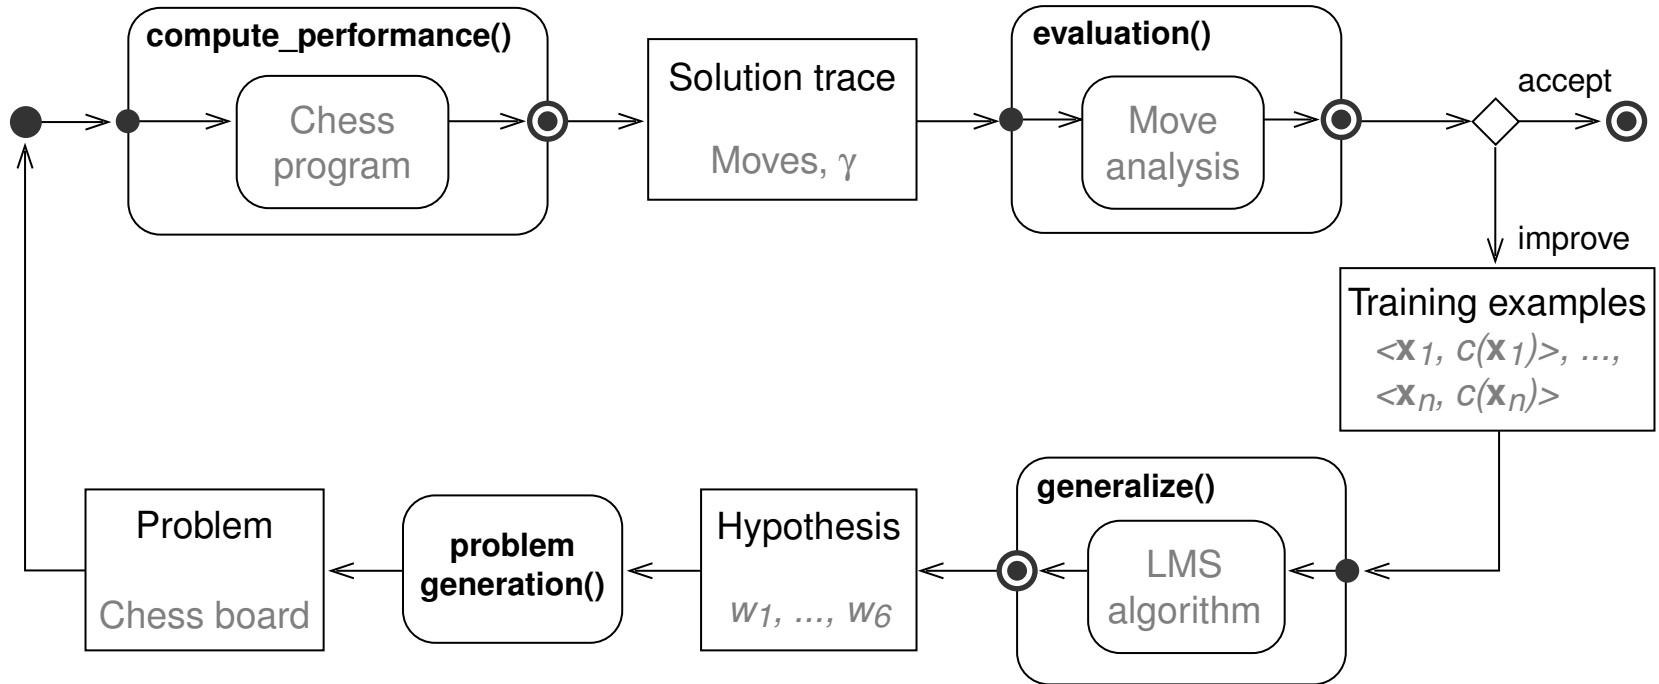 compute_performance()
Chess
program
Solution trace
Moves, γ
evaluation()
Move
analysis
accept
improve
Training examples
<x1, c(x1)>, ...,
<xn, c(xn)>
generalize()
LMS
algorithm
Hypothesis
w1, ..., w6
problem
generation()
Problem
Chess board